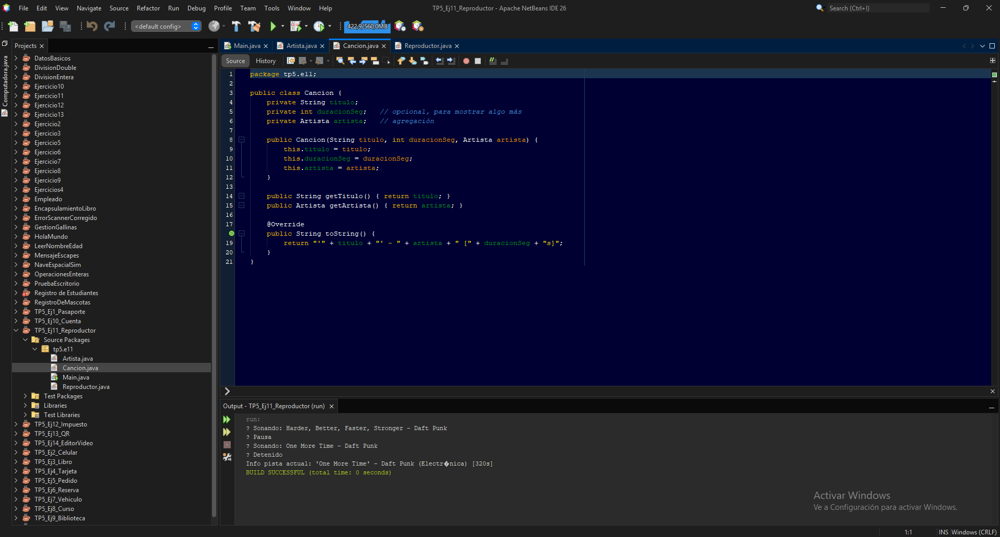 File Edit View Navigate Source Refactor Run Debug Profile Team Tools Window Help
TP5_Ej11_Reproductor - Apache NetBeans IDE 26
Search (Ctrl+I)
<default config>
422,9/560,0MB
Computadora.java
Projects
DatosBasicos
DivisionDouble
DivisionEntera
Ejercicio10
Ejercicio11
Ejercicio12
Ejercicio13
Ejercicio2
Ejercicio3
Ejercicio5
Ejercicio6
Ejercicio7
Ejercicio8
Ejercicio9
Ejercicios4
Empleado
EncapsulamientoLibro
ErrorScannerCorregido
GestionGallinas
HolaMundo
LeerNombreEdad
MensajeEscapes
NaveEspacialSim
OperacionesEnteras
PruebaEscritorio
Registro de Estudiantes
RegistroDeMascotas
TP5_Ej1_Pasaporte
TP5_Ej10_Cuenta
TP5_Ej11_Reproductor
Source Packages
tp5.e11
Artista.java
Cancion.java
Main.java
Reproductor.java
Test Packages
Libraries
Test Libraries
TP5_Ej12_Impuesto
TP5_Ej13_QR
TP5_Ej14_EditorVideo
TP5_Ej2_Celular
TP5_Ej3_Libro
TP5_Ej4_Tarjeta
TP5_Ej5_Pedido
TP5_Ej6_Reserva
TP5_Ej7_Vehiculo
TP5_Ej8_Curso
TP5_Ej9_Biblioteca
Main.java Artista.java Cancion.java Reproductor.java
Source History
1 package tp5.e11;
2
3 public class Cancion {
4 private String titulo;
5 private int duracionSeg; // opcional, para mostrar algo más
6 private Artista artista; // agregación
7
8 public Cancion(String titulo, int duracionSeg, Artista artista) {
9 this.titulo = titulo;
10 this.duracionSeg = duracionSeg;
11 this.artista = artista;
12 }
13
14 public String getTitulo() { return titulo; }
15 public Artista getArtista() { return artista; }
16
17 @Override
public String toString() {
19 return "'" + titulo + "' - " + artista + " [" + duracionSeg + "s]";
20 }
21 }
Output - TP5_Ej11_Reproductor (run)
run:
? Sonando: Harder, Better, Faster, Stronger - Daft Punk
? Pausa
? Sonando: One More Time - Daft Punk
? Detenido
Info pista actual: 'One More Time' - Daft Punk (Electr�nica) [320s]
BUILD SUCCESSFUL (total time: 0 seconds)
Activar Windows
Ve a Configuración para activar Windows.
1:1 INS Windows (CRLF)